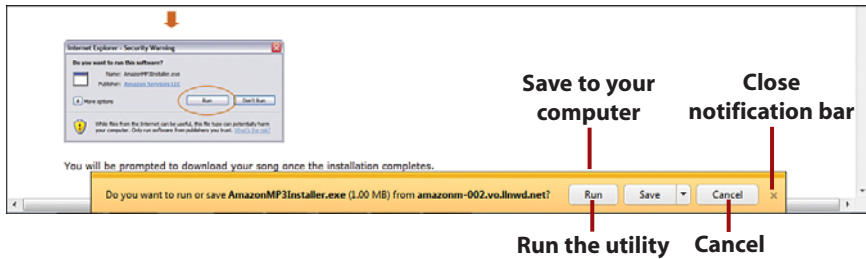 Internet Explorer - Security Warning
Do you want to run this software?
Name: AmazonMP3Installer.exe
Publisher: Amazon Services LLC
More options
Run
Don't Run
While files from the Internet can be useful, this file type can potentially harm
your computer. Only run software from publishers you trust. What's the risk?
Save to your
computer
Close
notification bar
You will be prompted to download your song once the installation completes.
Do you want to run or save AmazonMP3Installer.exe (1.00 MB) from amazonm-002.vo.llnwd.net?
Run
Save
Cancel
Run the utility
Cancel